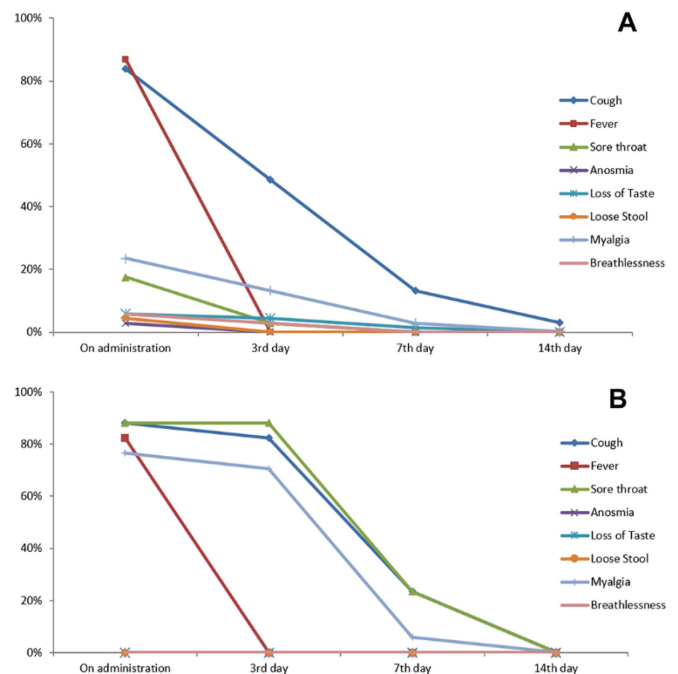 A
100%
80%
60%
40%
20%
0%
Cough
Fever
Sore throat
Anosmia
Loss of Taste
Loose Stool
Myalgia
Breathlessness
On administration 3rd day 7th day 14th day
B
100%
80%
60%
40%
20%
0%
Cough
Fever
Sore throat
Anosmia
Loss of Taste
Loose Stool
Myalgia
Breathlessness
On administration 3rd day 7th day 14th day